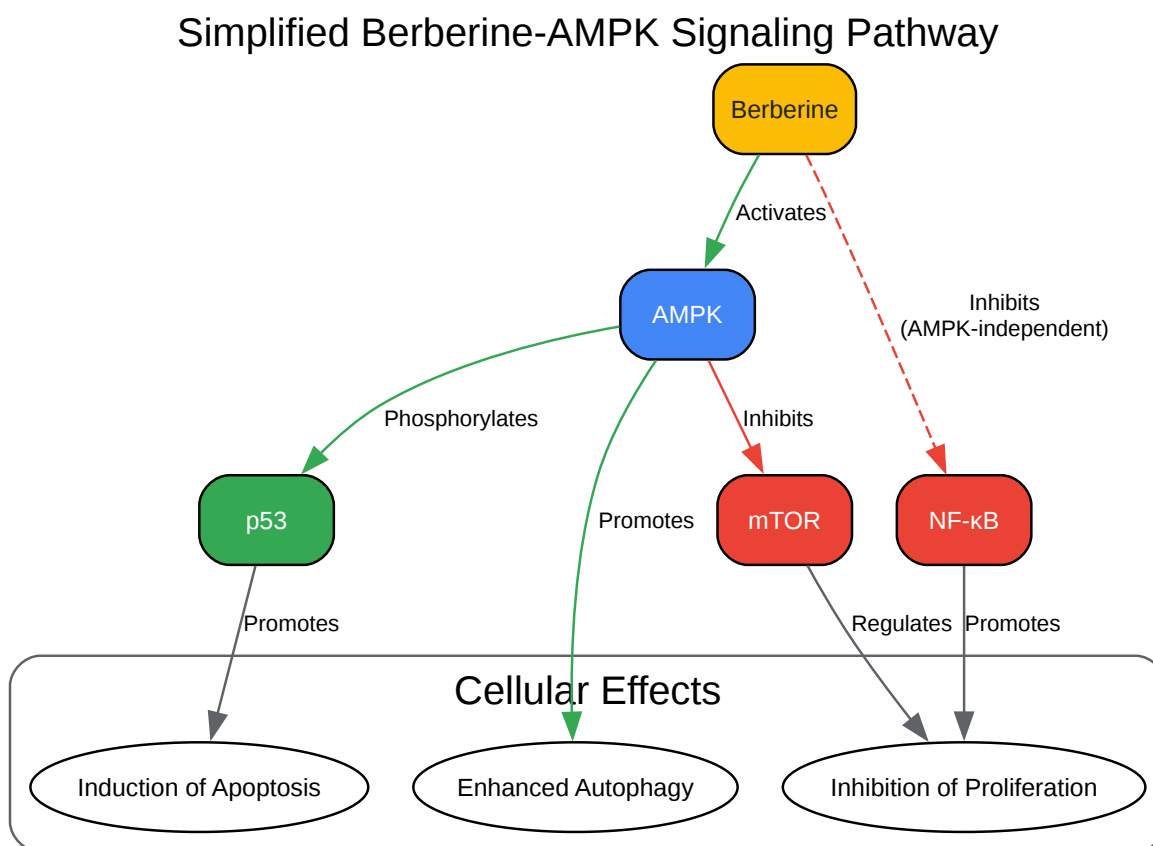 Simplified Berberine-AMPK Signaling Pathway
Berberine
Activates
Inhibits
(AMPK-independent)
AMPK
Phosphorylates
Inhibits
p53
Promotes
mTOR
NF-κB
Promotes
Regulates
Promotes
Cellular Effects
Induction of Apoptosis
Enhanced Autophagy
Inhibition of Proliferation